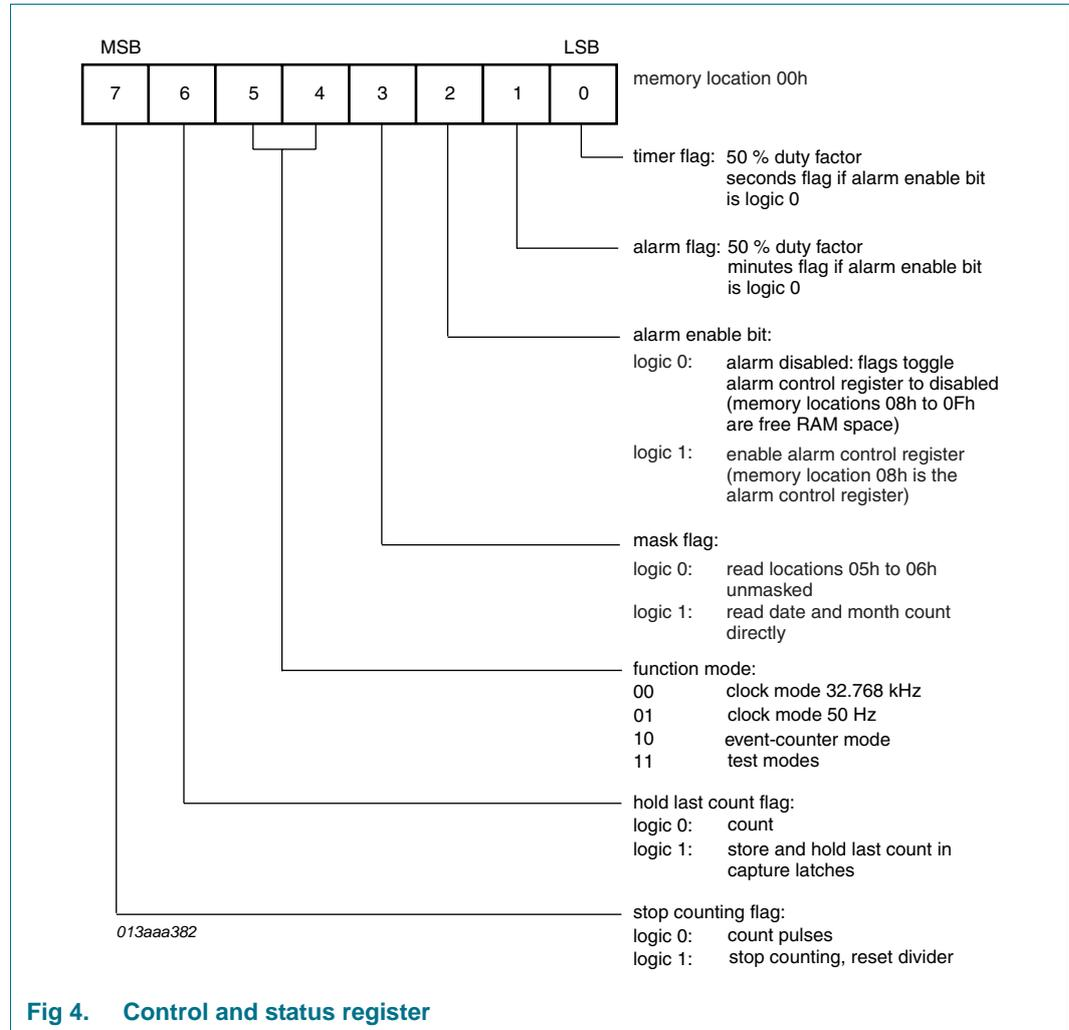 MSB LSB
7 6 5 4 3 2 1 0
memory location 00h
timer flag: 50 % duty factor
seconds flag if alarm enable bit
is logic 0
alarm flag: 50 % duty factor
minutes flag if alarm enable bit
is logic 0
alarm enable bit:
logic 0: alarm disabled: flags toggle
alarm control register to disabled
(memory locations 08h to 0Fh
are free RAM space)
logic 1: enable alarm control register
(memory location 08h is the
alarm control register)
mask flag:
logic 0: read locations 05h to 06h
unmasked
logic 1: read date and month count
directly
function mode:
00 clock mode 32.768 kHz
01 clock mode 50 Hz
10 event-counter mode
11 test modes
hold last count flag:
logic 0: count
logic 1: store and hold last count in
capture latches
stop counting flag:
logic 0: count pulses
logic 1: stop counting, reset divider
013aaa382
Fig 4. Control and status register